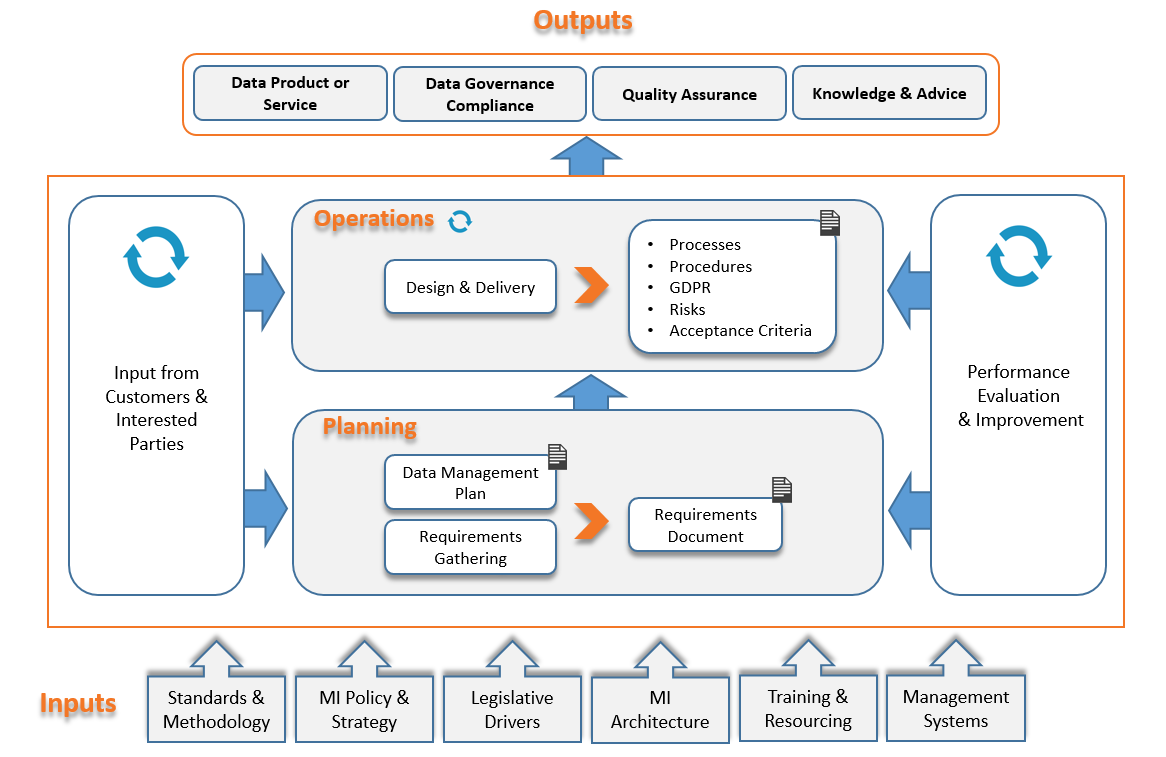 Outputs
Data Product or
Service
Data Governance
Compliance
Quality Assurance
Knowledge & Advice
Input from
Customers &
Interested
Parties
Operations
Design & Delivery
• Processes
• Procedures
• GDPR
• Risks
• Acceptance Criteria
Planning
Data Management
Plan
Requirements
Gathering
Requirements
Document
Performance
Evaluation
& Improvement
Inputs
Standards &
Methodology
MI Policy &
Strategy
Legislative
Drivers
MI
Architecture
Training &
Resourcing
Management
Systems